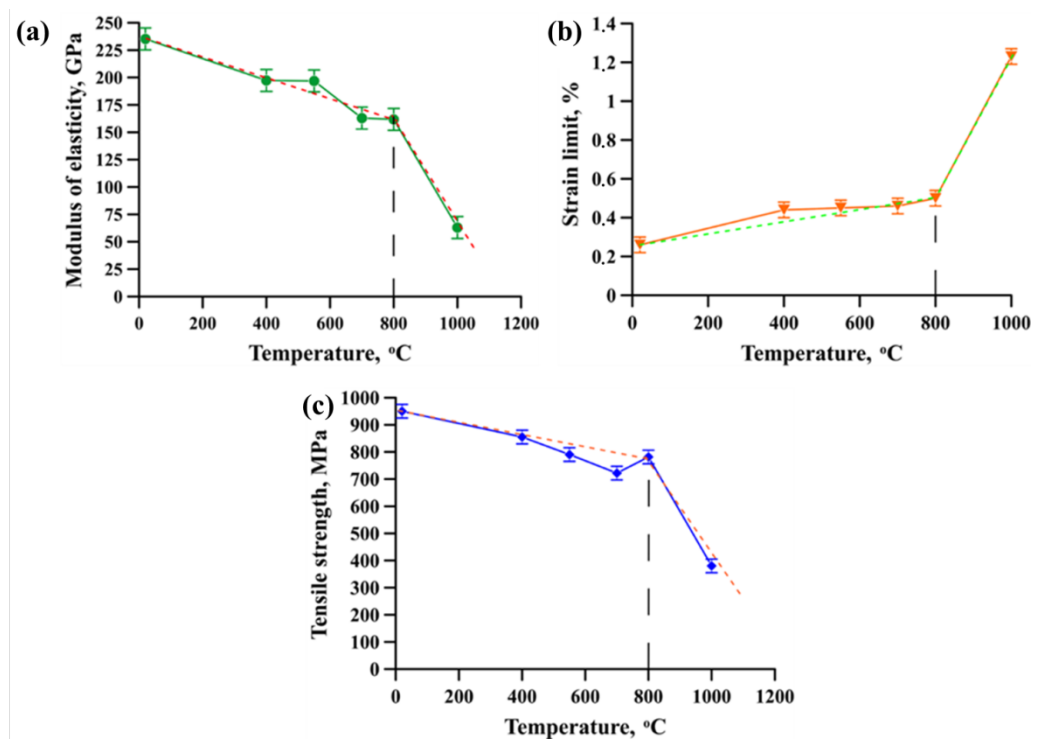 (a)
Modulus of elasticity, GPa
250
225
200
175
150
125
100
75
50
25
0
0 200 400 600 800 1000 1200
Temperature, °C
(b)
Strain limit, %
1.4
1.2
1
0.8
0.6
0.4
0.2
0
0 200 400 600 800 1000
Temperature, °C
(c)
Tensile strength, MPa
1000
900
800
700
600
500
400
300
200
100
0
0 200 400 600 800 1000 1200
Temperature, °C